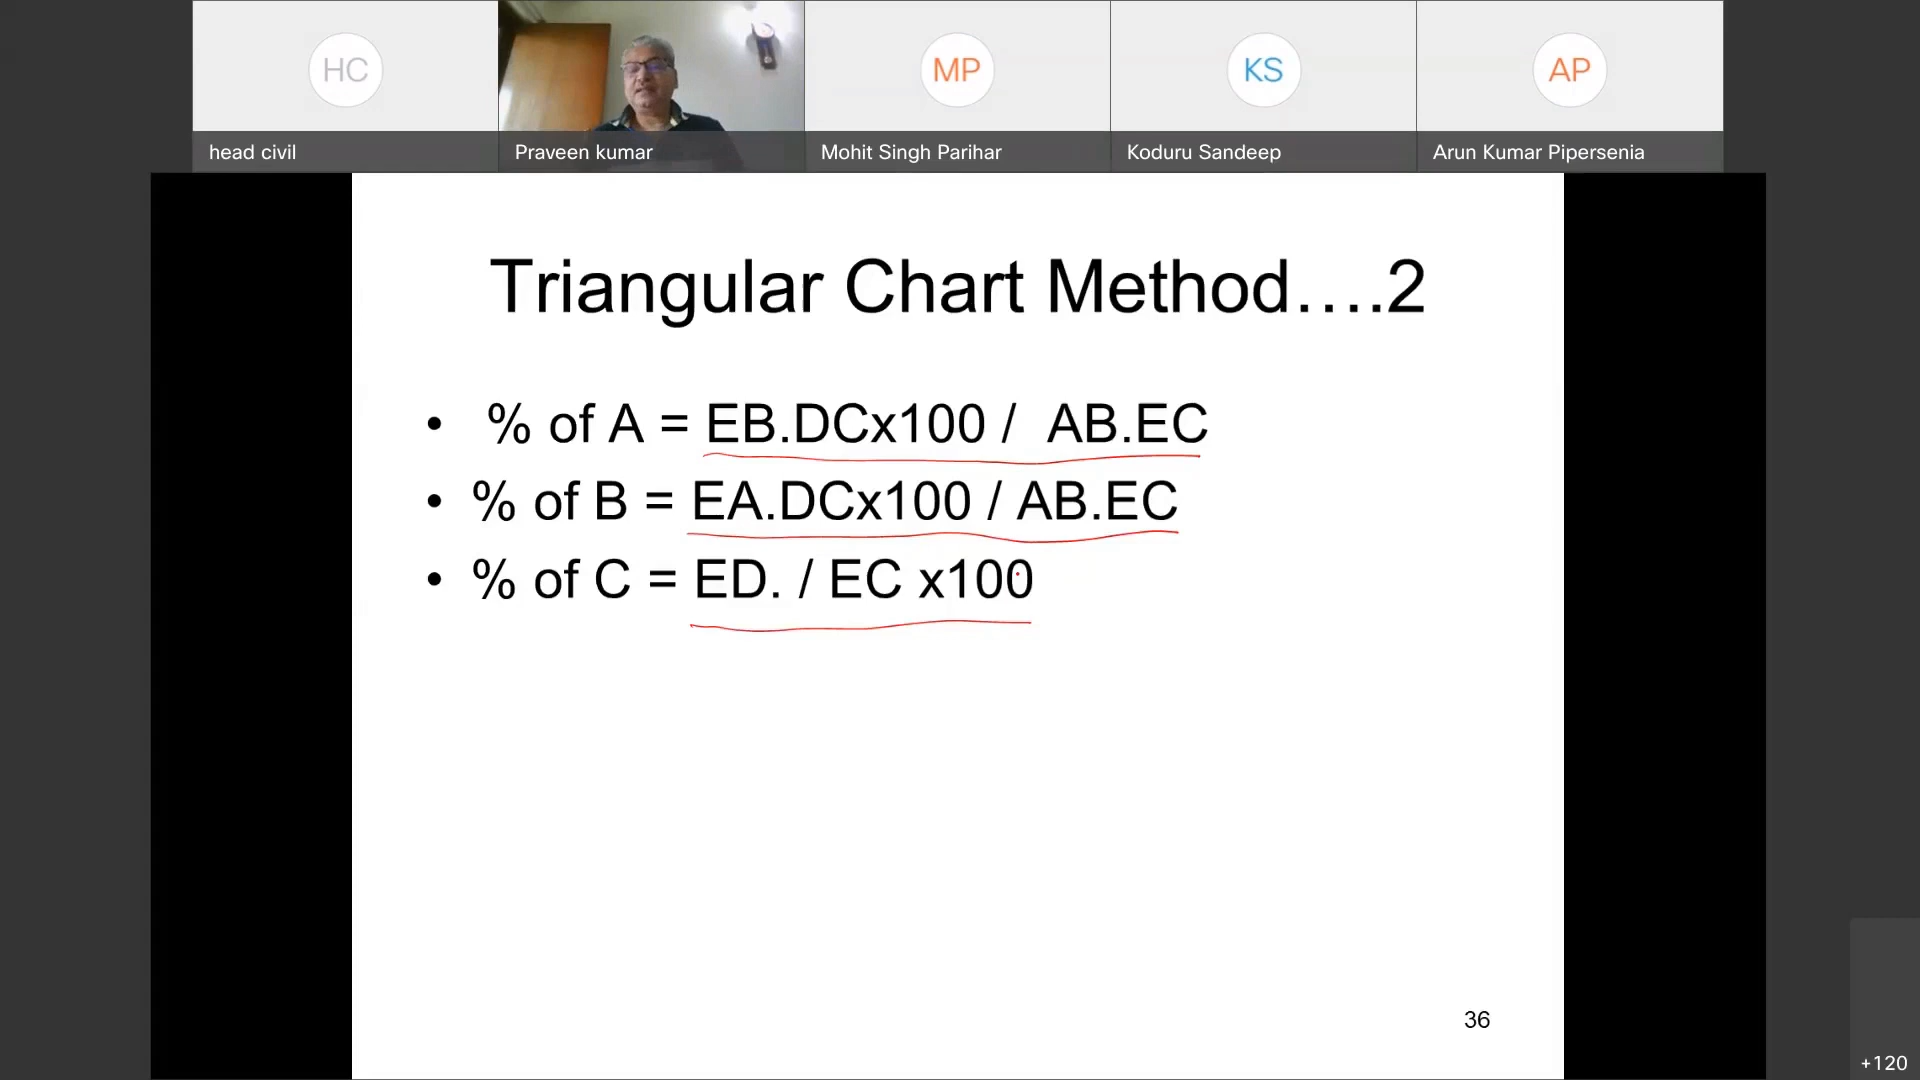 HC
MP
KS
AP
head civil
Praveen kumar
Mohit Singh Parihar
Koduru Sandeep
Arun Kumar Pipersenia
Triangular Chart Method….2
• % of A = EB.DCx100 / AB.EC
• % of B = EA.DCx100 / AB.EC
• % of C = ED. / EC x100
36
+120